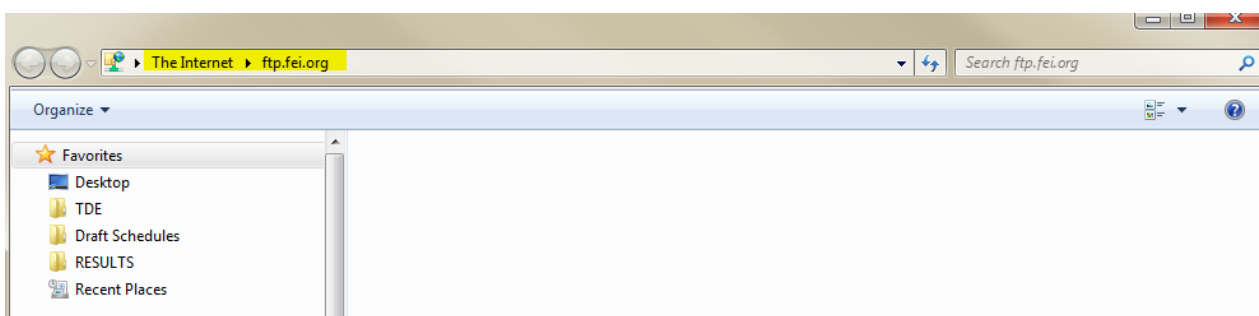 The Internet ftp.fei.org Search ftp.fei.org
Organize
Favorites
Desktop
TDE
Draft Schedules
RESULTS
Recent Places